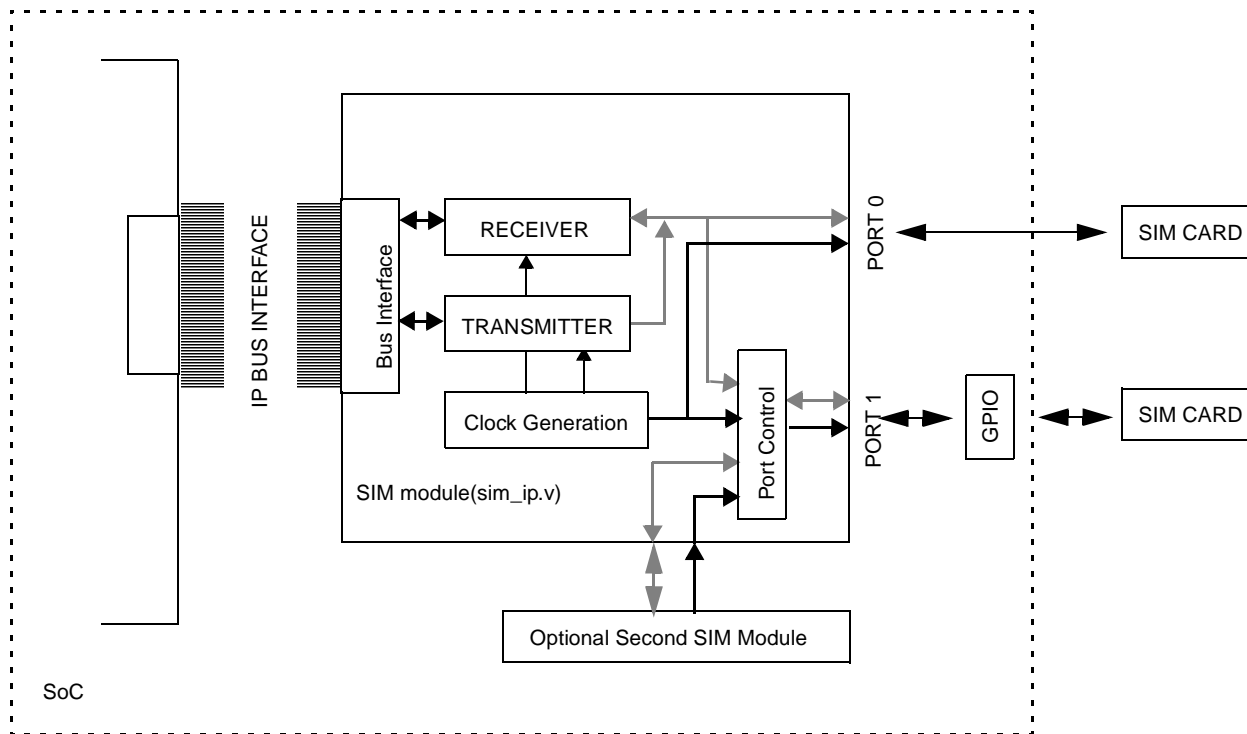 IP BUS INTERFACE
Bus Interface
RECEIVER
TRANSMITTER
Clock Generation
SIM module(sim_ip.v)
Port Control
PORT 0
PORT 1
GPIO
SIM CARD
SIM CARD
Optional Second SIM Module
SoC